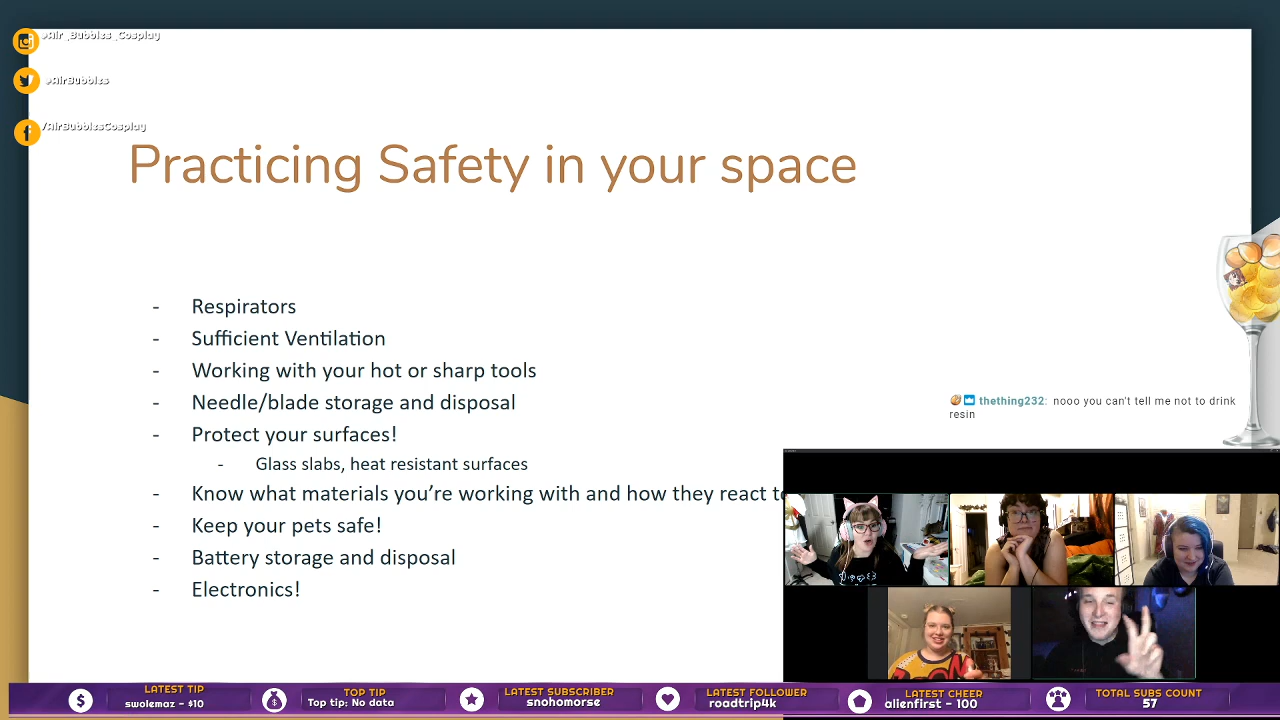 @Air_Bubbles_Cosplay
@AirBubbles
/AirBubblesCosplay
Practicing Safety in your space
- Respirators
- Sufficient Ventilation
- Working with your hot or sharp tools
- Needle/blade storage and disposal
- Protect your surfaces!
- Glass slabs, heat resistant surfaces
- Know what materials you’re working with and how they react to
- Keep your pets safe!
- Battery storage and disposal
- Electronics!
thething232: nooo you can't tell me not to drink
resin
LATEST TIP
swolemaz - $10
TOP TIP
Top tip: No data
LATEST SUBSCRIBER
snohomorse
LATEST FOLLOWER
roadtrip4k
LATEST CHEER
alienfirst - 100
TOTAL SUBS COUNT
57